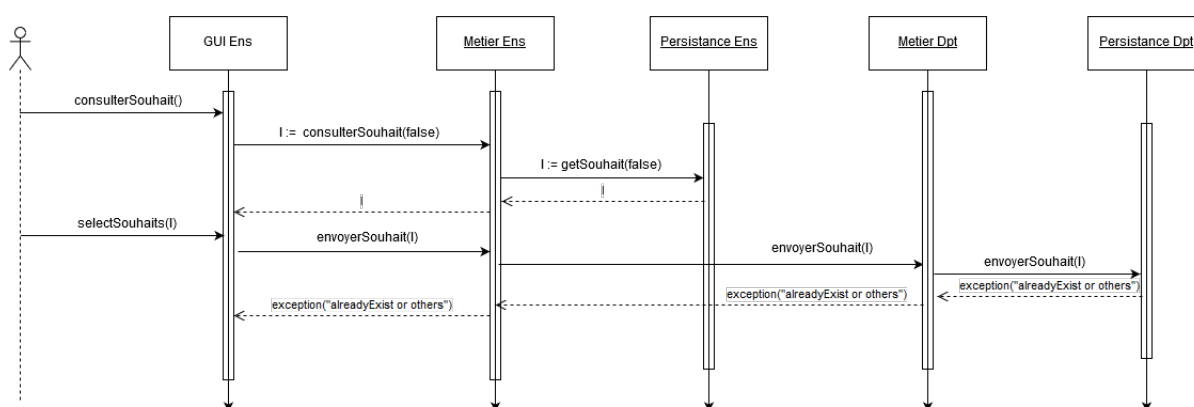 GUI Ens
Metier Ens
Persistance Ens
Metier Dpt
Persistance Dpt
consulterSouhait()
l := consulterSouhait(false)
l := getSouhait(false)
l
l
selectSouhaits(l)
envoyerSouhait(l)
envoyerSouhait(l)
envoyerSouhait(l)
exception("alreadyExist or others")
exception("alreadyExist or others")
exception("alreadyExist or others")